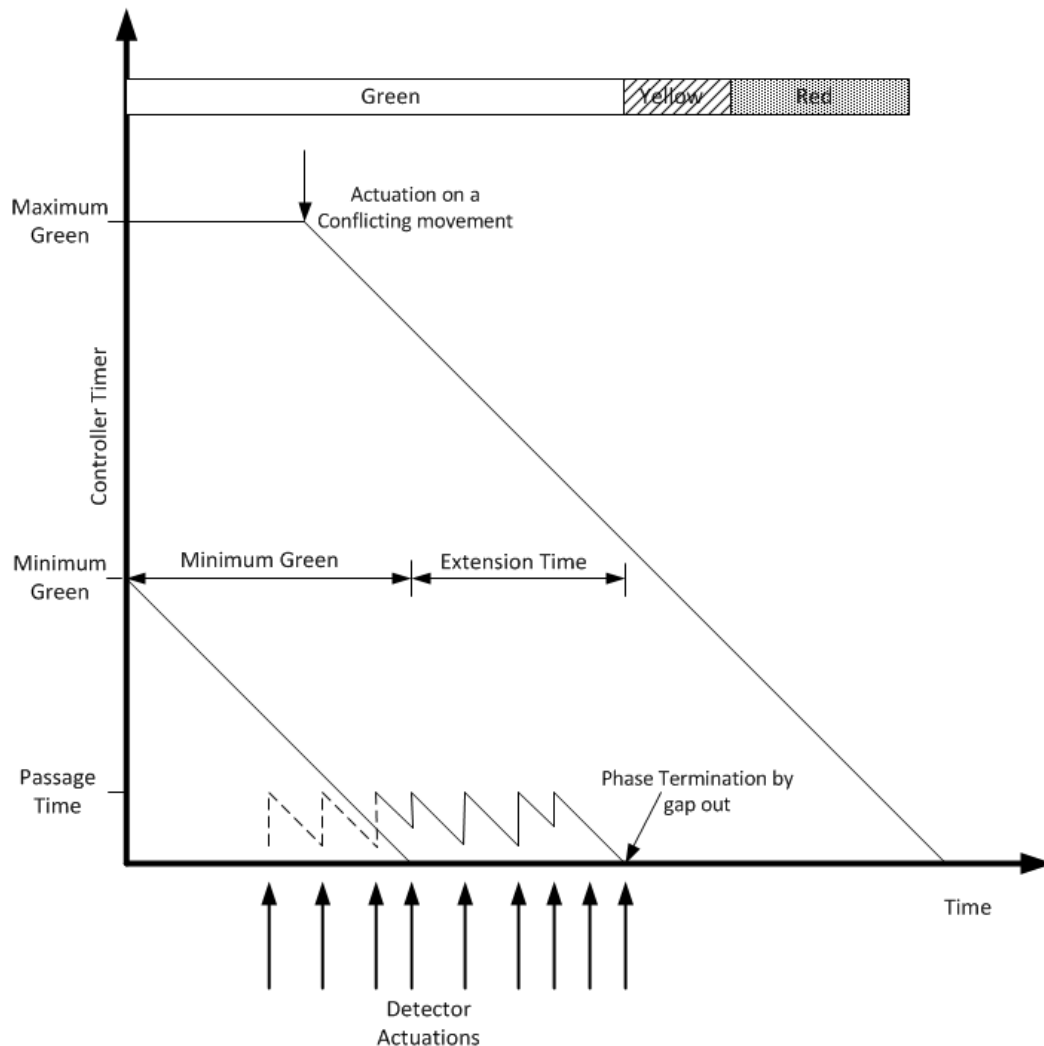 Green
Yellow
Red
Actuation on a
Conflicting movement
Maximum
Green
Controller Timer
Minimum
Green
Minimum Green
Extension Time
Passage
Time
Phase Termination by
gap out
Time
Detector
Actuations